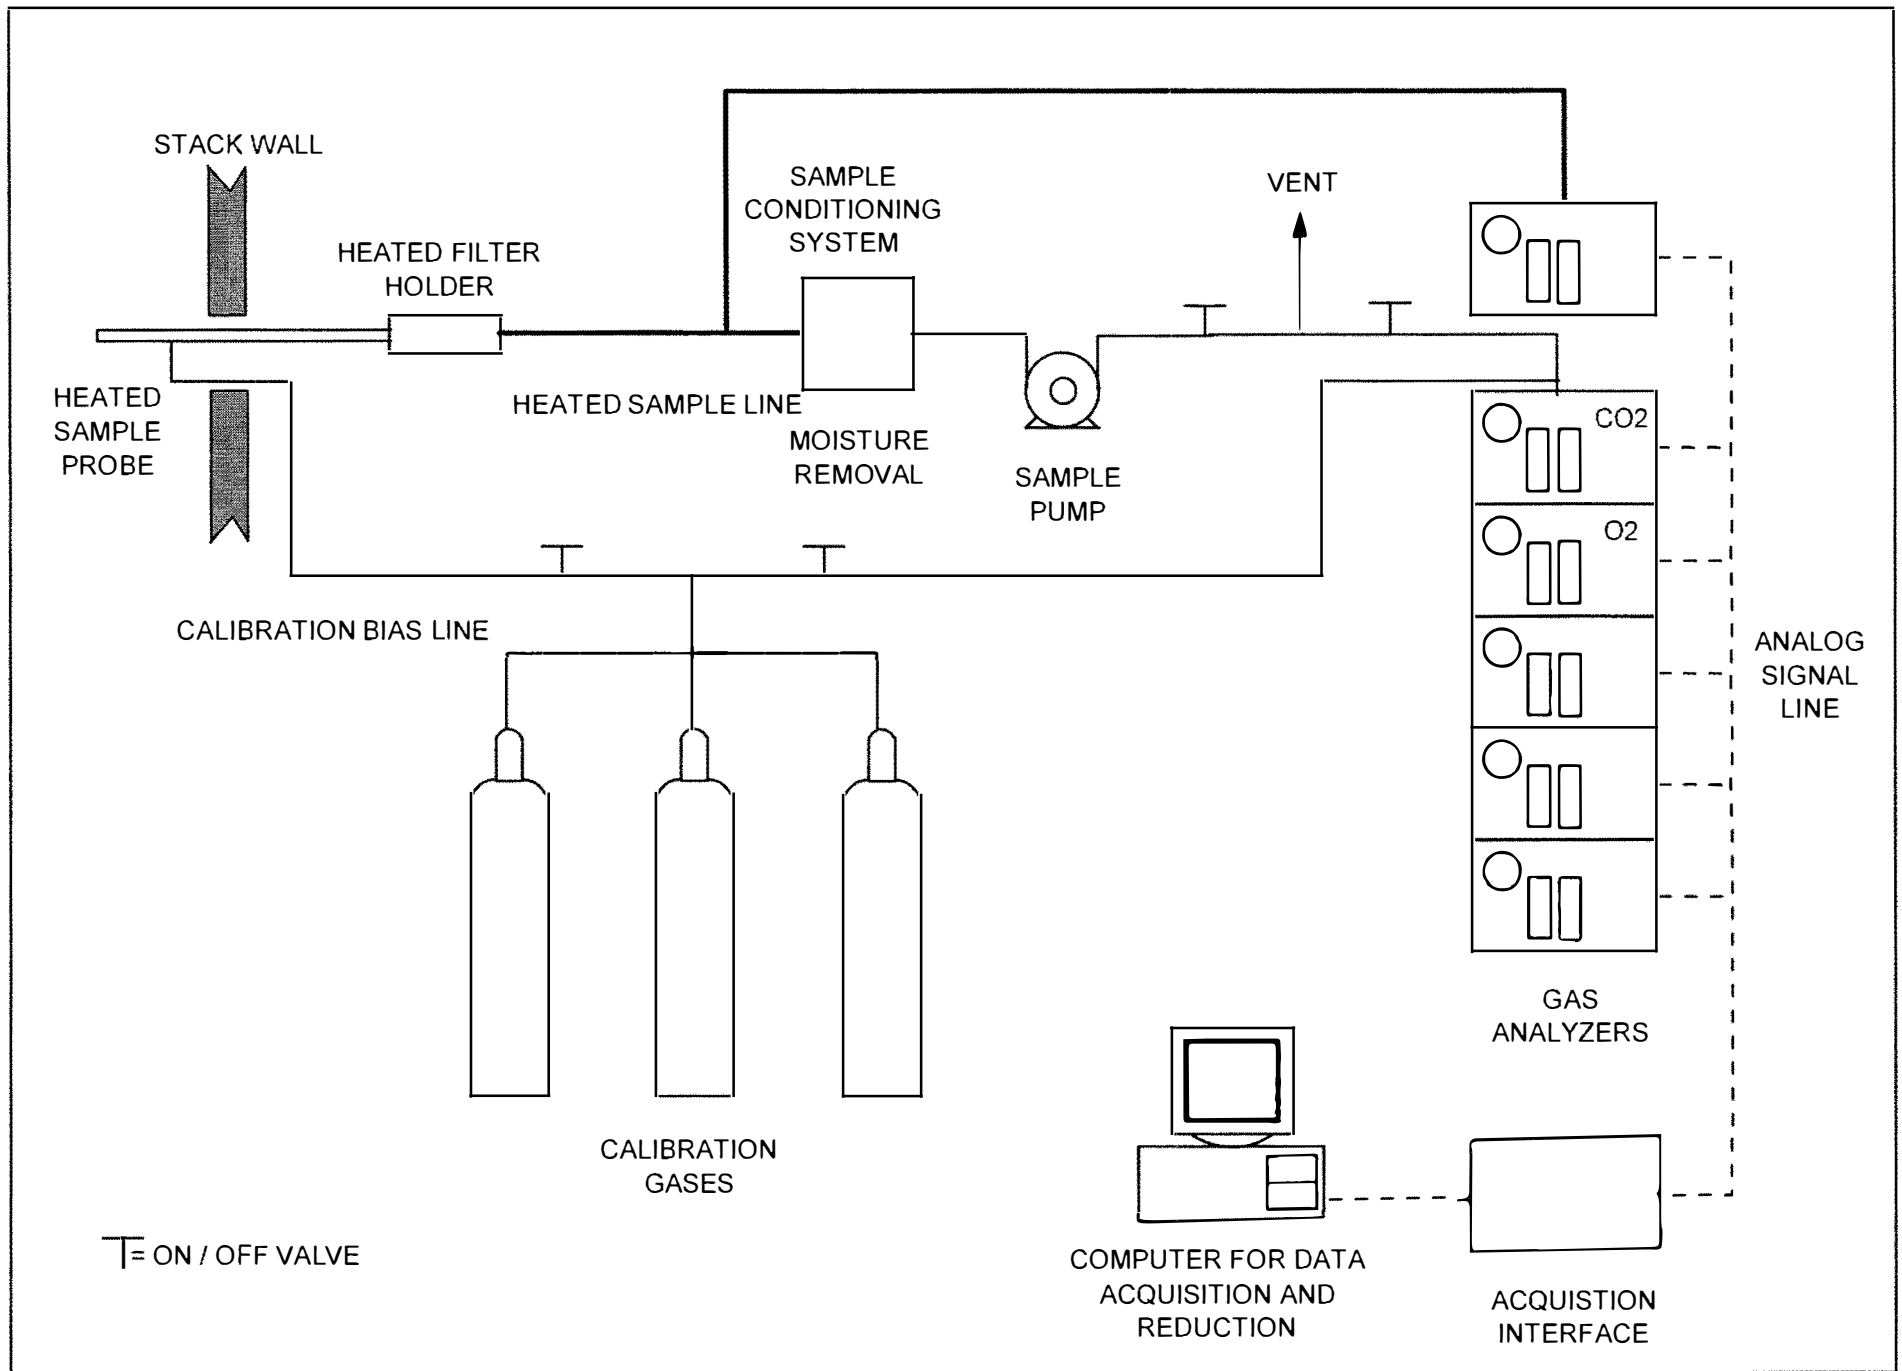 STACK WALL
SAMPLE
CONDITIONING
SYSTEM
VENT
HEATED FILTER
HOLDER
HEATED
SAMPLE
PROBE
HEATED SAMPLE LINE
MOISTURE
REMOVAL
SAMPLE
PUMP
CO2
O2
CALIBRATION BIAS LINE
ANALOG
SIGNAL
LINE
GAS
ANALYZERS
CALIBRATION
GASES
= ON / OFF VALVE
COMPUTER FOR DATA
ACQUISITION AND
REDUCTION
ACQUISTION
INTERFACE